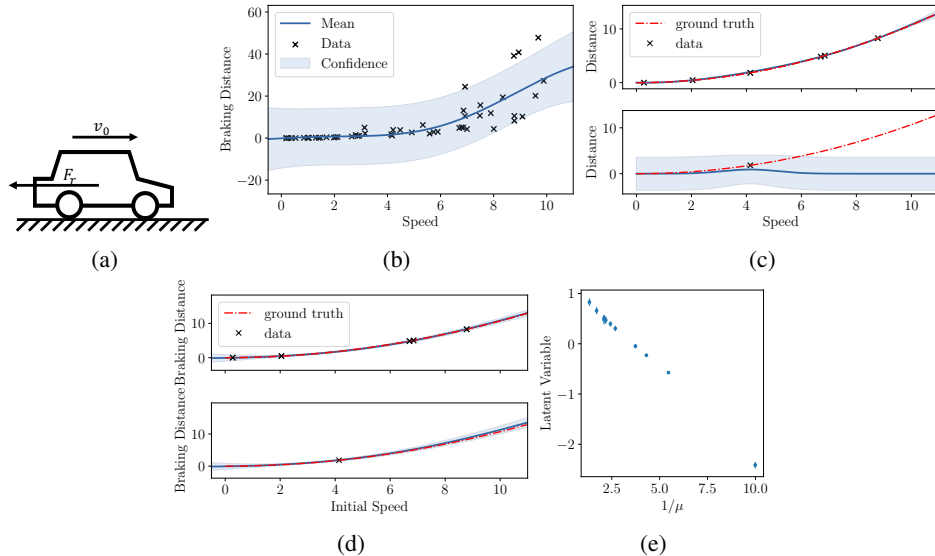 v₀
Fᵣ
(a)
Mean
Data
Confidence
Braking Distance
60
40
20
0
−20
0 2 4 6 8 10
Speed
(b)
ground truth
data
Distance
10
0
Distance
10
0
0 2 4 6 8 10
Speed
(c)
ground truth
data
Braking Distance
10
0
Braking Distance
10
0
0 2 4 6 8 10
Initial Speed
(d)
Latent Variable
1
0
−1
−2
2.5 5.0 7.5 10.0
1/μ
(e)